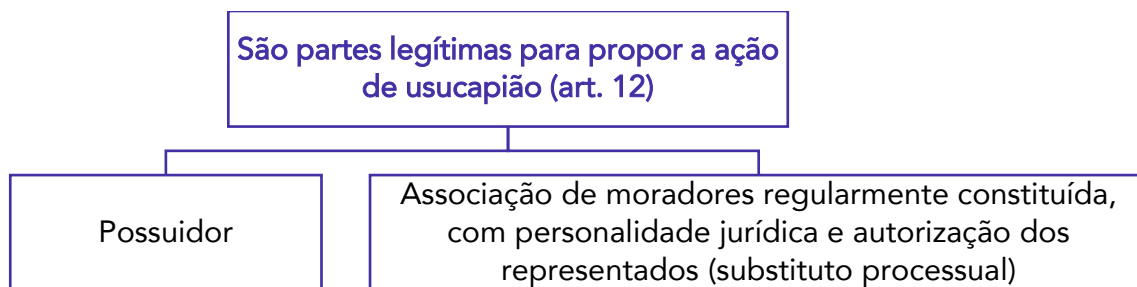 São partes legítimas para propor a ação
de usucapião (art. 12)
Possuidor
Associação de moradores regularmente constituída,
com personalidade jurídica e autorização dos
representados (substituto processual)